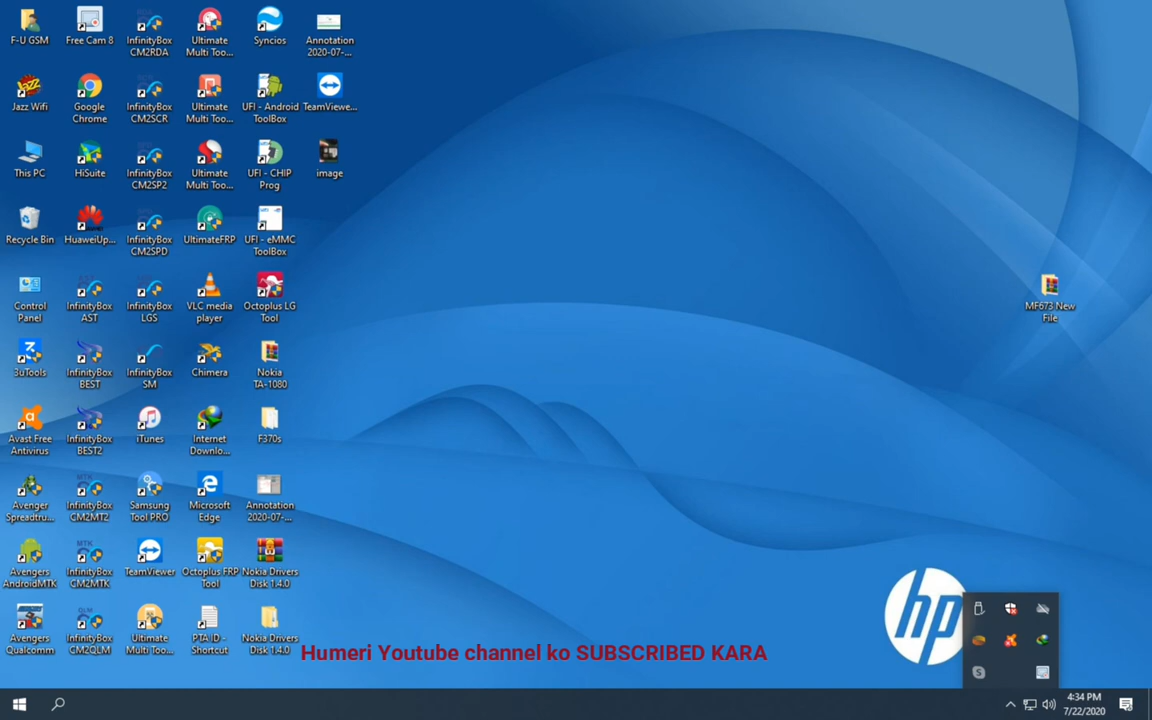 F-U GSM
Free Cam 8
InfinityBox
CM2RDA
Ultimate
Multi Too...
Syncios
Annotation
2020-07-...
Jazz Wifi
Google
Chrome
InfinityBox
CM2SCR
Ultimate
Multi Too...
UFI - Android
ToolBox
TeamViewe...
This PC
HiSuite
InfinityBox
CM2SP2
Ultimate
Multi Too...
UFI - CHIP
Prog
image
Recycle Bin
HuaweiUp...
InfinityBox
CM2SPD
UltimateFRP
UFI - eMMC
ToolBox
Control
Panel
InfinityBox
AST
InfinityBox
LGS
VLC media
player
Octoplus LG
Tool
MF673 New
File
3uTools
InfinityBox
BEST
InfinityBox
SM
Chimera
Nokia
TA-1080
Avast Free
Antivirus
InfinityBox
BEST2
iTunes
Internet
Downlo...
F370s
Avenger
Spreadtru...
InfinityBox
CM2MT2
Samsung
Tool PRO
Microsoft
Edge
Annotation
2020-07-...
Avengers
AndroidMTK
InfinityBox
CM2MTK
TeamViewer
Octoplus FRP
Tool
Nokia Drivers
Disk 1.4.0
Avengers
Qualcomm
InfinityBox
CM2QLM
Ultimate
Multi Too...
PTA ID -
Shortcut
Nokia Drivers
Disk 1.4.0
hp
Humeri Youtube channel ko SUBSCRIBED KARA
4:34 PM
7/22/2020